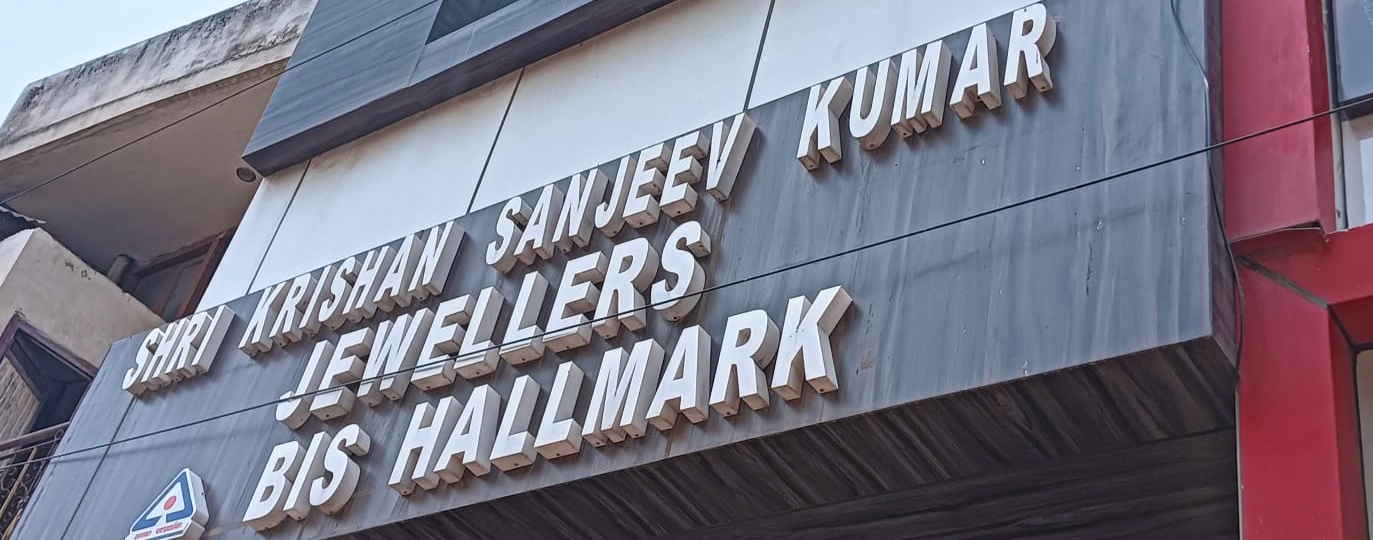 SHRI KRISHAN SANJEEV KUMAR
JEWELLERS
BIS HALLMARK